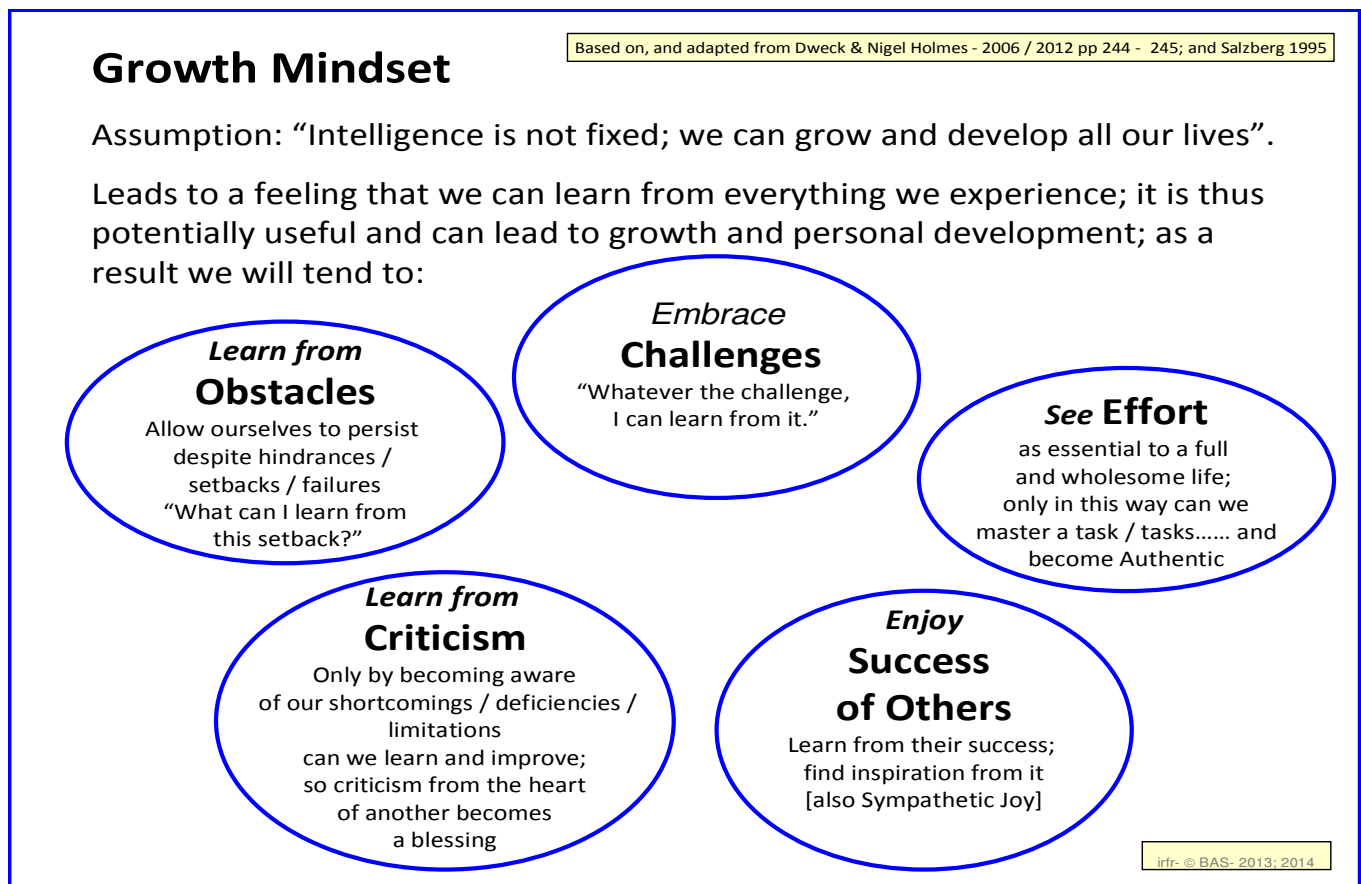 Growth Mindset
Based on, and adapted from Dweck & Nigel Holmes - 2006 / 2012 pp 244 - 245; and Salzberg 1995
Assumption: “Intelligence is not fixed; we can grow and develop all our lives”.
Leads to a feeling that we can learn from everything we experience; it is thus
potentially useful and can lead to growth and personal development; as a
result we will tend to:
Learn from
Obstacles
Allow ourselves to persist
despite hindrances /
setbacks / failures
“What can I learn from
this setback?”
Embrace
Challenges
“Whatever the challenge,
I can learn from it.”
See Effort
as essential to a full
and wholesome life;
only in this way can we
master a task / tasks...... and
become Authentic
Learn from
Criticism
Only by becoming aware
of our shortcomings / deficiencies /
limitations
can we learn and improve;
so criticism from the heart
of another becomes
a blessing
Enjoy
Success
of Others
Learn from their success;
find inspiration from it
[also Sympathetic Joy]
irfr- © BAS- 2013; 2014